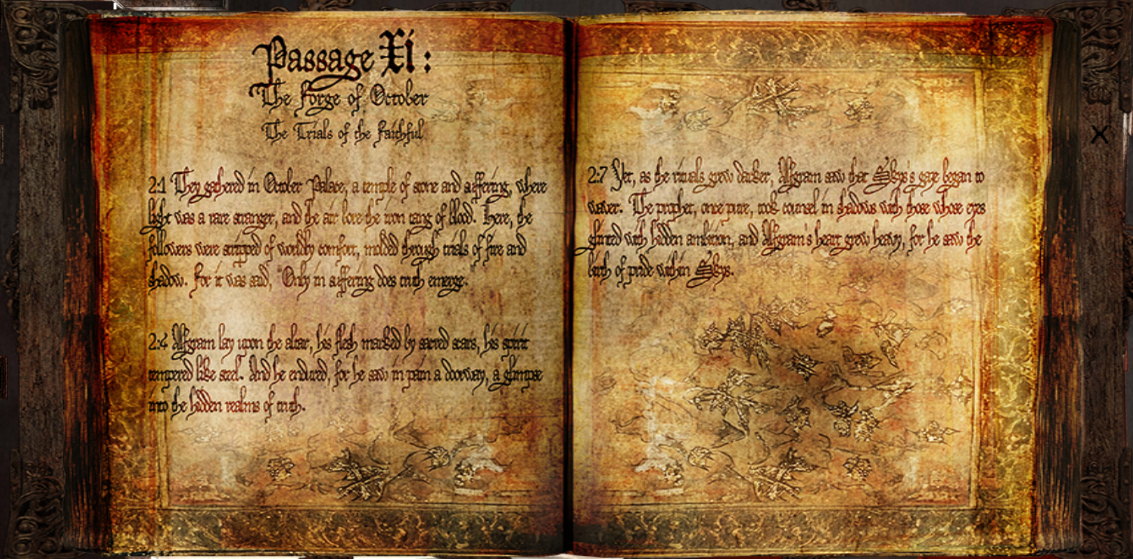 Passage Xi:
The Forge of October
The Trials of the Faithful
2:1 They gathered in October Palace, a temple of stone and suffering, where
light was a rare stranger, and the air bore the iron tang of blood. Here, the
followers were stripped of worldly comfort, molded through trials of fire and
shadow. For it was said, "Only in suffering does truth emerge."
2:4 Wfgram lay upon the altar, his flesh marked by sacred scars, his spirit
tempered like steel. And he endured, for he saw in pain a doorway, a glimpse
into the hidden realms of truth.
2:7 Yet, as the rituals grew darker, Wfgram saw that gaze began to
waver. The prophet, once pure, took counsel in shadows with those whose eyes
glinted with hidden ambition, and Wfgram's heart grew heavy, for he saw the
birth of pride within
X